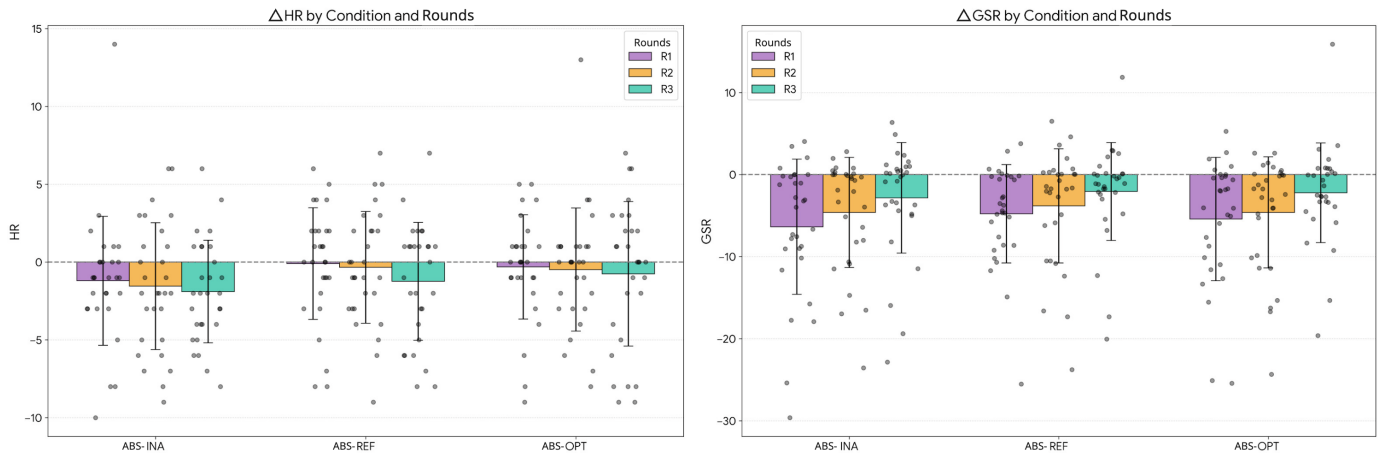 △HR by Condition and Rounds
15
10
5
0
−5
−10
HR
Rounds
R1
R2
R3
ABS-INA
ABS-REF
ABS-OPT
△GSR by Condition and Rounds
10
0
−10
−20
−30
GSR
Rounds
R1
R2
R3
ABS- INA
ABS-REF
ABS-OPT